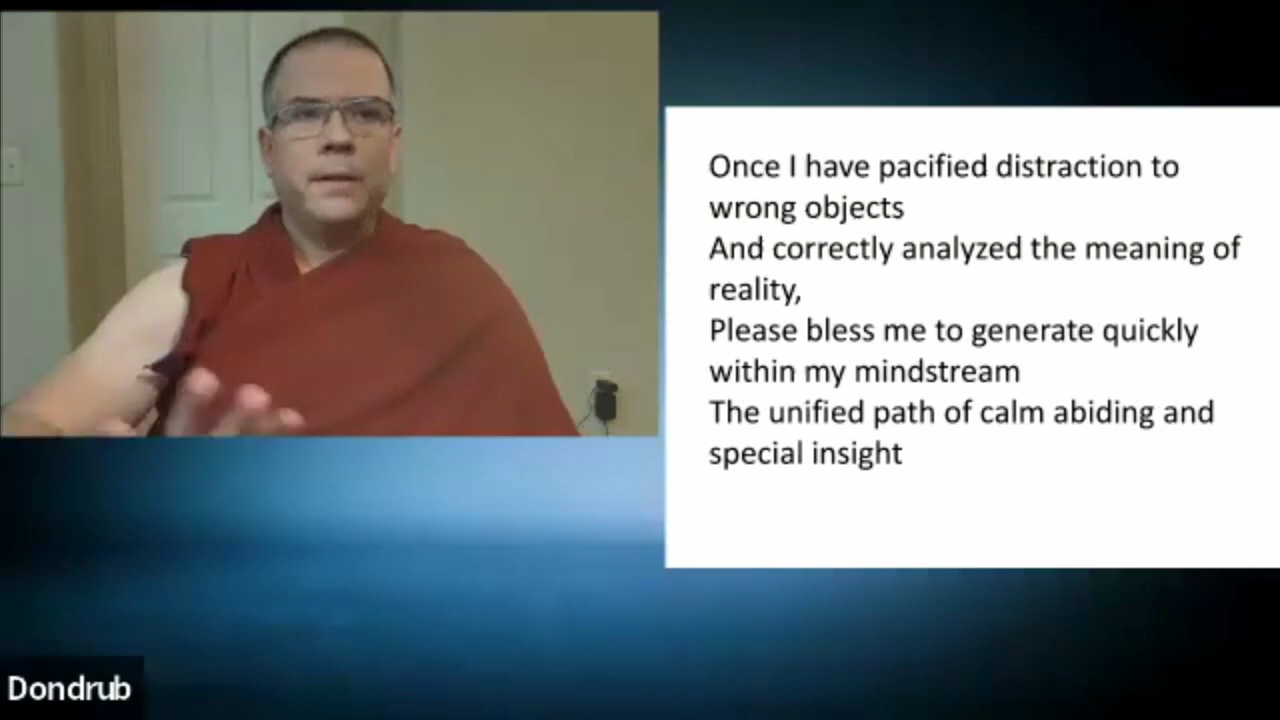 Once I have pacified distraction to
wrong objects
And correctly analyzed the meaning of
reality,
Please bless me to generate quickly
within my mindstream
The unified path of calm abiding and
special insight
Dondrub